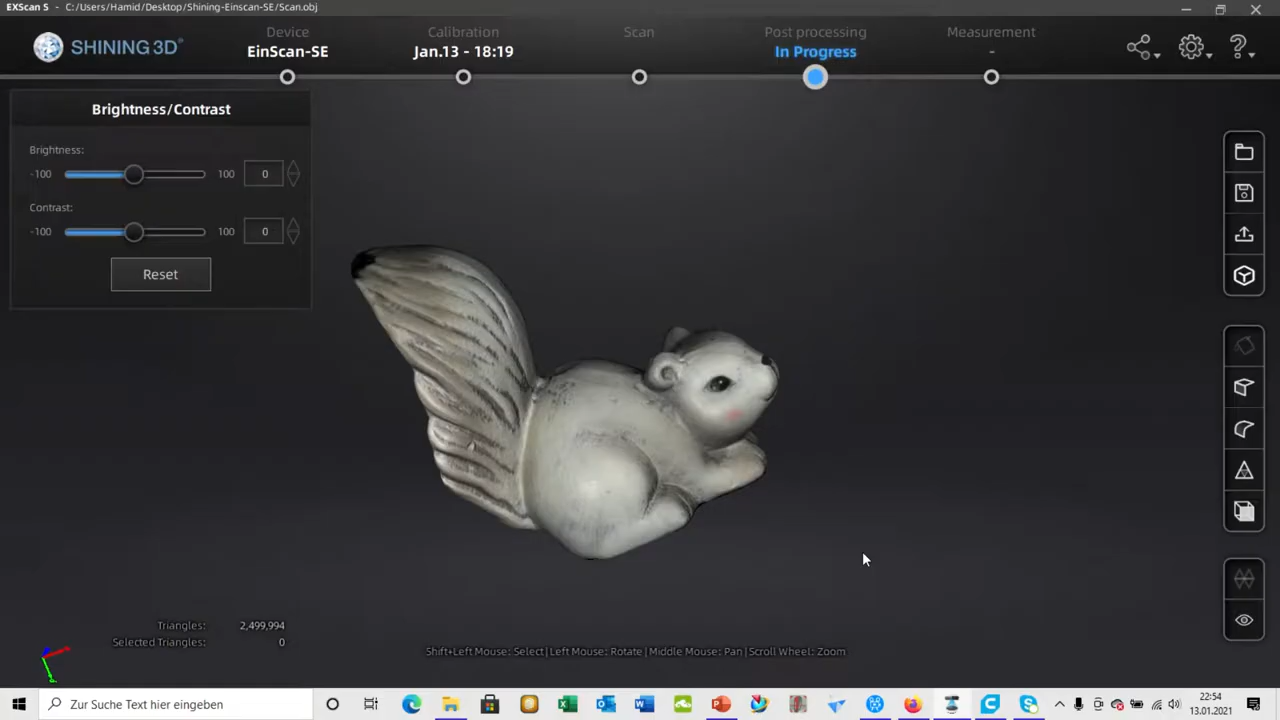 EXScan S - C:/Users/Hamid/Desktop/Shining-Einscan-SE/Scan.obj
SHINING 3D®
Device
EinScan-SE
Calibration
Jan.13 - 18:19
Scan
Post processing
In Progress
Measurement
-
Brightness/Contrast
Brightness:
-100 100 0
Contrast:
-100 100 0
Reset
Triangles: 2,499,994
Selected Triangles: 0
Shift+Left Mouse: Select|Left Mouse: Rotate|Middle Mouse: Pan|Scroll Wheel: Zoom
Zur Suche Text hier eingeben
22:54
13.01.2021